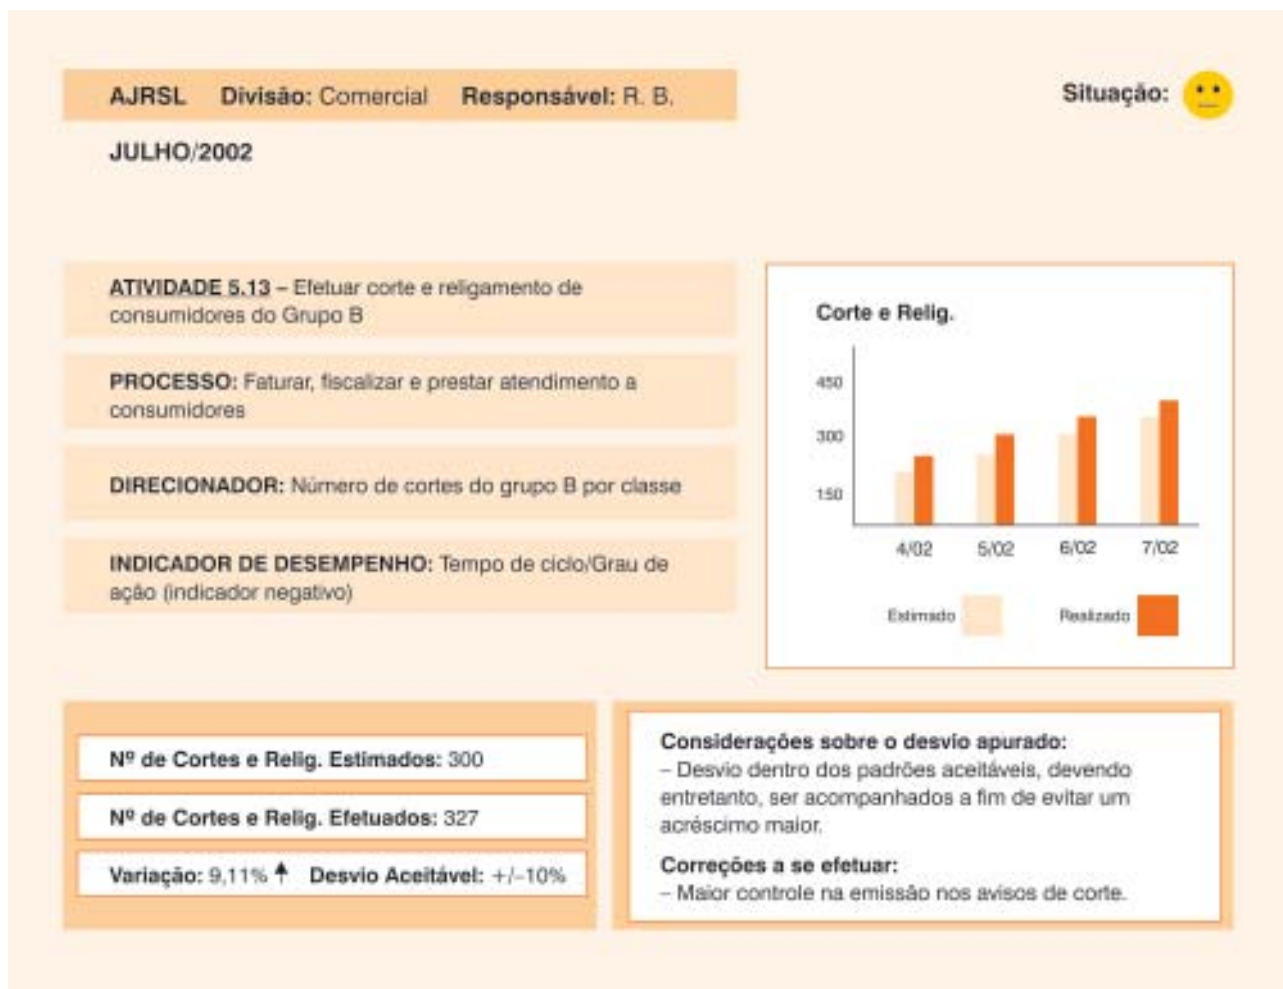 AJRSL Divisão: Comercial Responsável: R. B.
Situação:
JULHO/2002
ATIVIDADE 5.13 – Efetuar corte e religamento de
consumidores do Grupo B
PROCESSO: Faturar, fiscalizar e prestar atendimento a
consumidores
DIRECIONADOR: Número de cortes do grupo B por classe
INDICADOR DE DESEMPENHO: Tempo de ciclo/Grau de
ação (indicador negativo)
Corte e Relig.
450
300
150
4/02 5/02 6/02 7/02
Estimado Realizado
Nº de Cortes e Relig. Estimados: 300
Nº de Cortes e Relig. Efetuados: 327
Variação: 9,11% Desvio Aceitável: +/–10%
Considerações sobre o desvio apurado:
– Desvio dentro dos padrões aceitáveis, devendo
entretanto, ser acompanhados a fim de evitar um
acréscimo maior.
Correções a se efetuar:
– Maior controle na emissão nos avisos de corte.